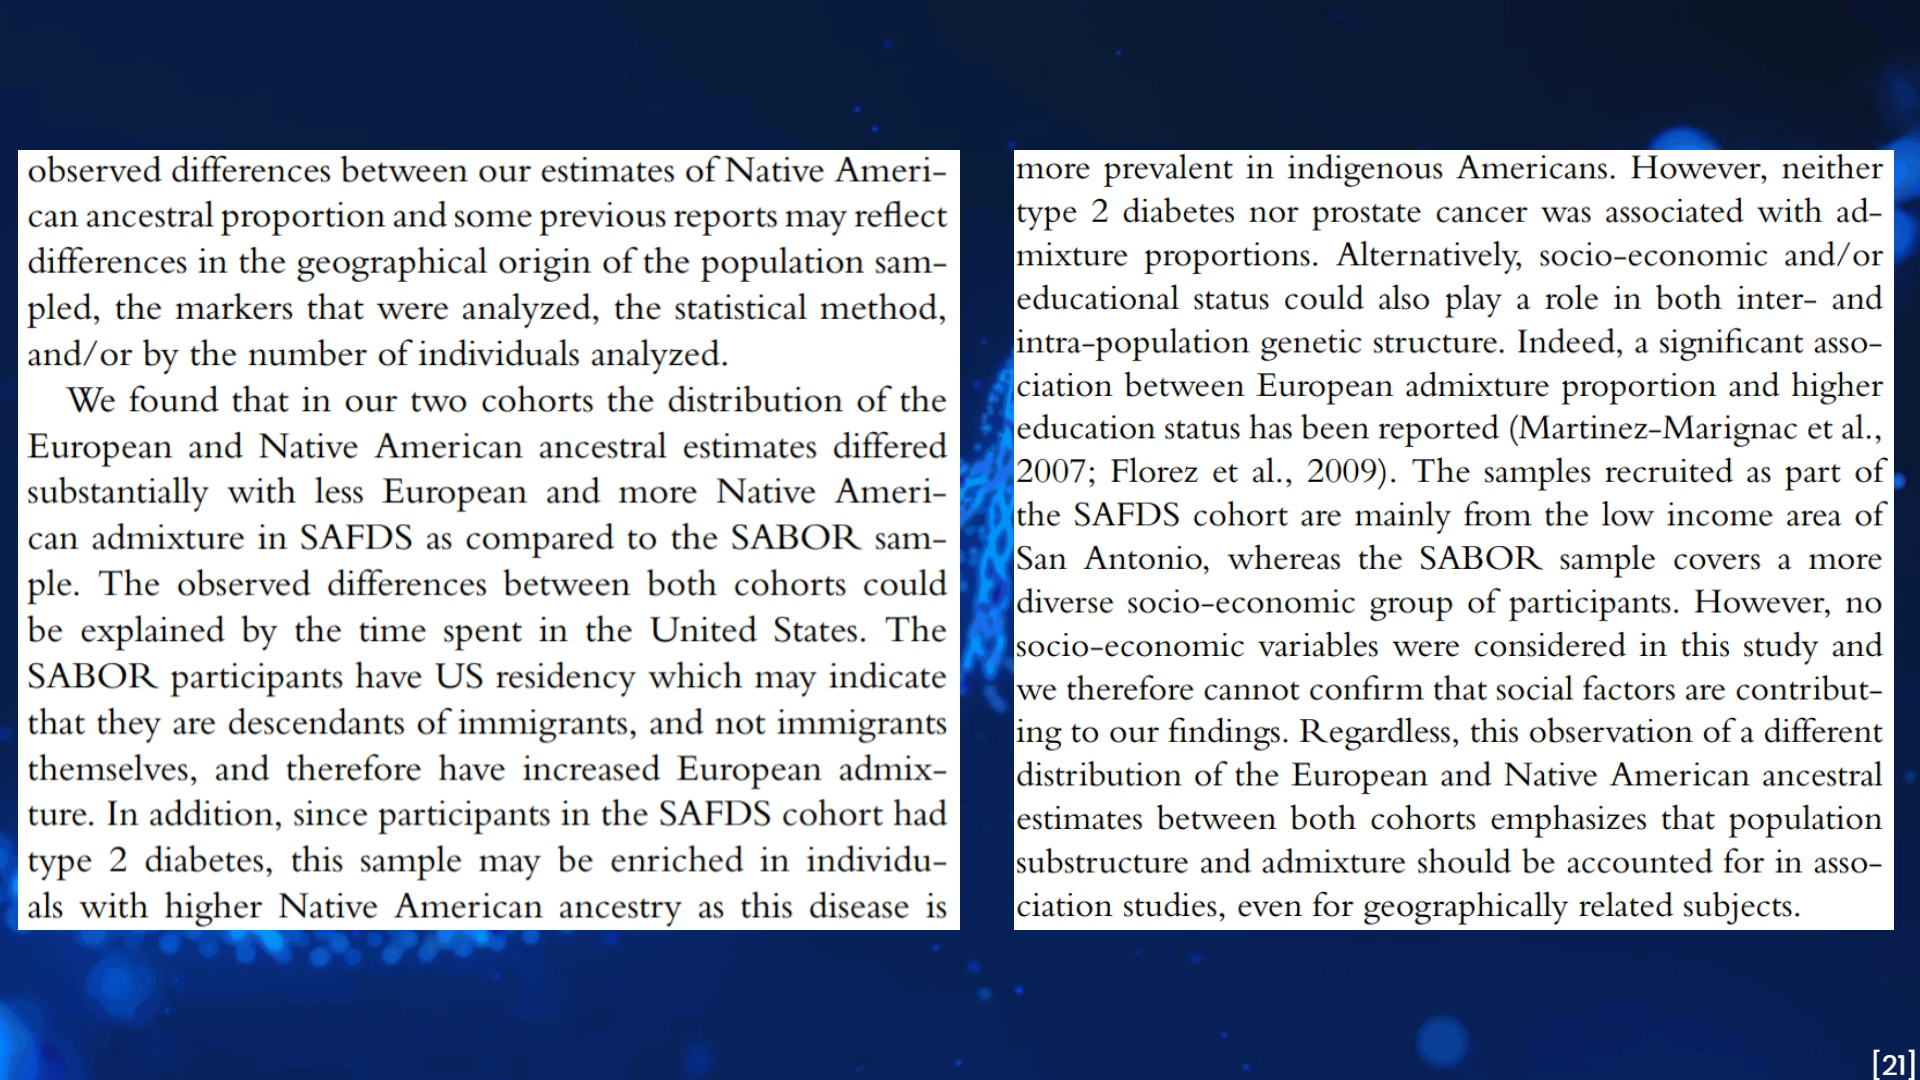 observed differences between our estimates of Native Ameri-
can ancestral proportion and some previous reports may reflect
differences in the geographical origin of the population sam-
pled, the markers that were analyzed, the statistical method,
and/or by the number of individuals analyzed.
We found that in our two cohorts the distribution of the
European and Native American ancestral estimates differed
substantially with less European and more Native Ameri-
can admixture in SAFDS as compared to the SABOR sam-
ple. The observed differences between both cohorts could
be explained by the time spent in the United States. The
SABOR participants have US residency which may indicate
that they are descendants of immigrants, and not immigrants
themselves, and therefore have increased European admix-
ture. In addition, since participants in the SAFDS cohort had
type 2 diabetes, this sample may be enriched in individu-
als with higher Native American ancestry as this disease is
more prevalent in indigenous Americans. However, neither
type 2 diabetes nor prostate cancer was associated with ad-
mixture proportions. Alternatively, socio-economic and/or
educational status could also play a role in both inter- and
intra-population genetic structure. Indeed, a significant asso-
ciation between European admixture proportion and higher
education status has been reported (Martinez-Marignac et al.,
2007; Florez et al., 2009). The samples recruited as part of
the SAFDS cohort are mainly from the low income area of
San Antonio, whereas the SABOR sample covers a more
diverse socio-economic group of participants. However, no
socio-economic variables were considered in this study and
we therefore cannot confirm that social factors are contribut-
ing to our findings. Regardless, this observation of a different
distribution of the European and Native American ancestral
estimates between both cohorts emphasizes that population
substructure and admixture should be accounted for in asso-
ciation studies, even for geographically related subjects.
[21]